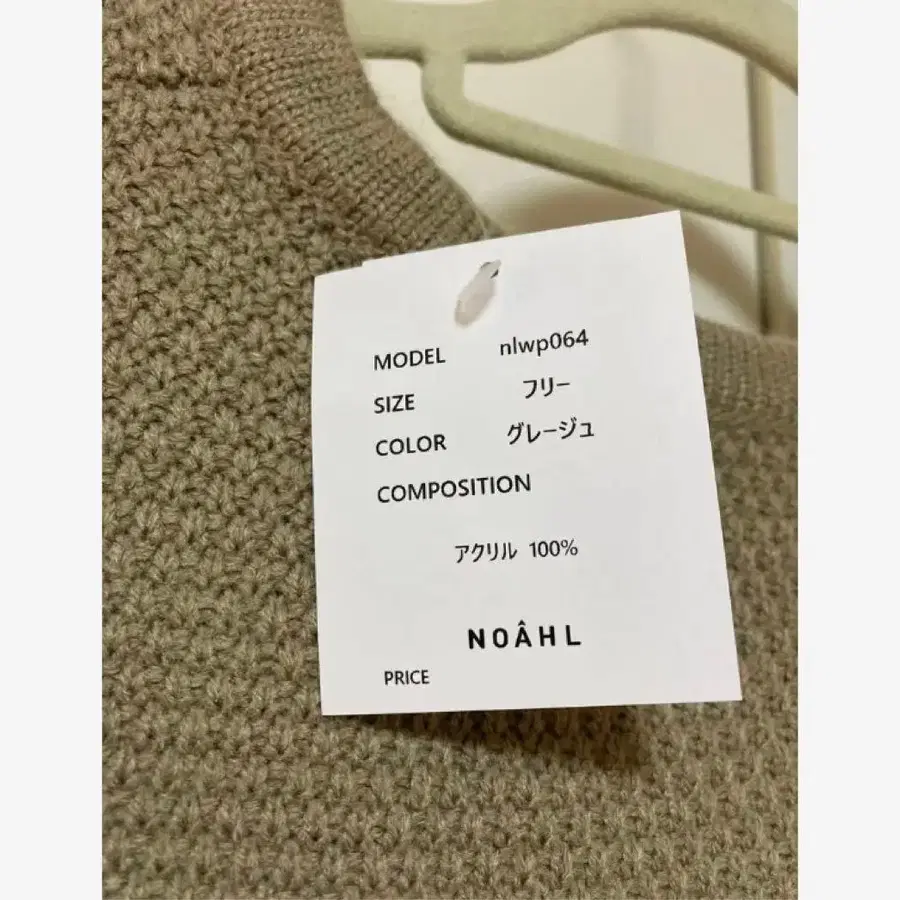 MODEL nlwp064
SIZE フリー
COLOR グレージュ
COMPOSITION
アクリル 100%
NOÂHL
PRICE